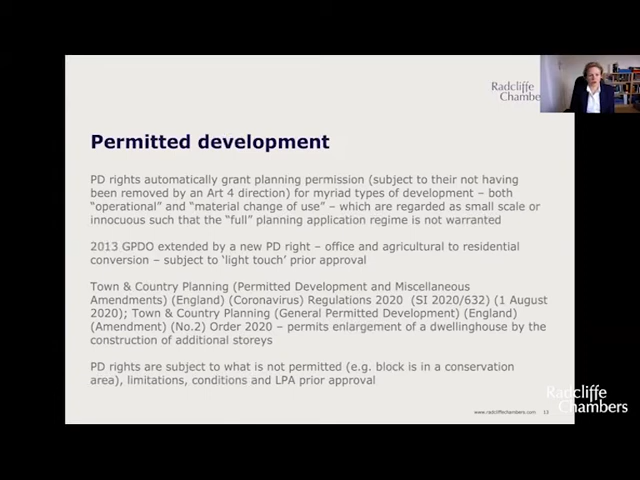 Radcliffe
Chambe
Permitted development
PD rights automatically grant planning permission (subject to their not having
been removed by an Art 4 direction) for myriad types of development – both
“operational” and “material change of use” – which are regarded as small scale or
innocuous such that the “full” planning application regime is not warranted
2013 GPDO extended by a new PD right – office and agricultural to residential
conversion – subject to ‘light touch’ prior approval
Town & Country Planning (Permitted Development and Miscellaneous
Amendments) (England) (Coronavirus) Regulations 2020 (SI 2020/632) (1 August
2020); Town & Country Planning (General Permitted Development) (England)
(Amendment) (No.2) Order 2020 – permits enlargement of a dwellinghouse by the
construction of additional storeys
PD rights are subject to what is not permitted (e.g. block is in a conservation
area), limitations, conditions and LPA prior approval
www.radcliffechambers.com 13
Radcliffe
Chambers